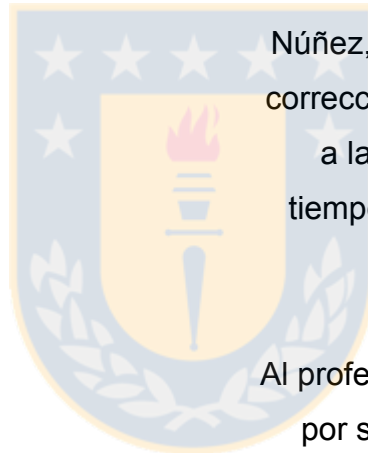 Núñez,
correcc
a la
tiempo
Al profe
por s